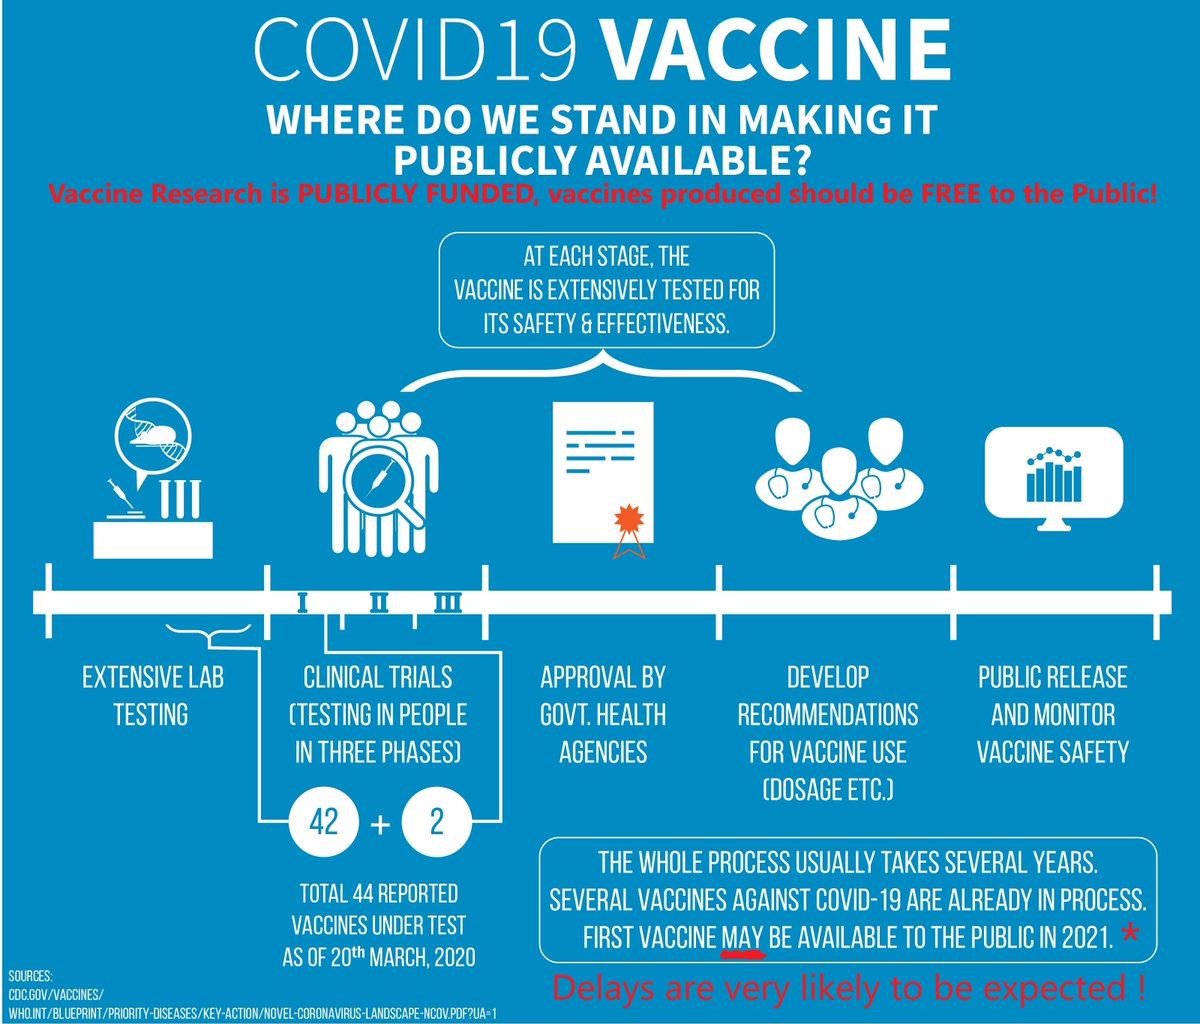 COVID19 VACCINE
WHERE DO WE STAND IN MAKING IT
PUBLICLY AVAILABLE?
Vaccine Research is PUBLICLY FUNDED, vaccines produced should be FREE to the Public!
AT EACH STAGE, THE
VACCINE IS EXTENSIVELY TESTED FOR
ITS SAFETY & EFFECTIVENESS.
I II III
EXTENSIVE LAB
TESTING
CLINICAL TRIALS
(TESTING IN PEOPLE
IN THREE PHASES)
APPROVAL BY
GOVT. HEALTH
AGENCIES
DEVELOP
RECOMMENDATIONS
FOR VACCINE USE
(DOSAGE ETC.)
PUBLIC RELEASE
AND MONITOR
VACCINE SAFETY
42 + 2
TOTAL 44 REPORTED
VACCINES UNDER TEST
AS OF 20th MARCH, 2020
THE WHOLE PROCESS USUALLY TAKES SEVERAL YEARS.
SEVERAL VACCINES AGAINST COVID-19 ARE ALREADY IN PROCESS.
FIRST VACCINE MAY BE AVAILABLE TO THE PUBLIC IN 2021. *
Delays are very likely to be expected !
SOURCES:
CDC.GOV/VACCINES/
WHO.INT/BLUEPRINT/PRIORITY-DISEASES/KEY-ACTION/NOVEL-CORONAVIRUS-LANDSCAPE-NCOV.PDF?UA=1